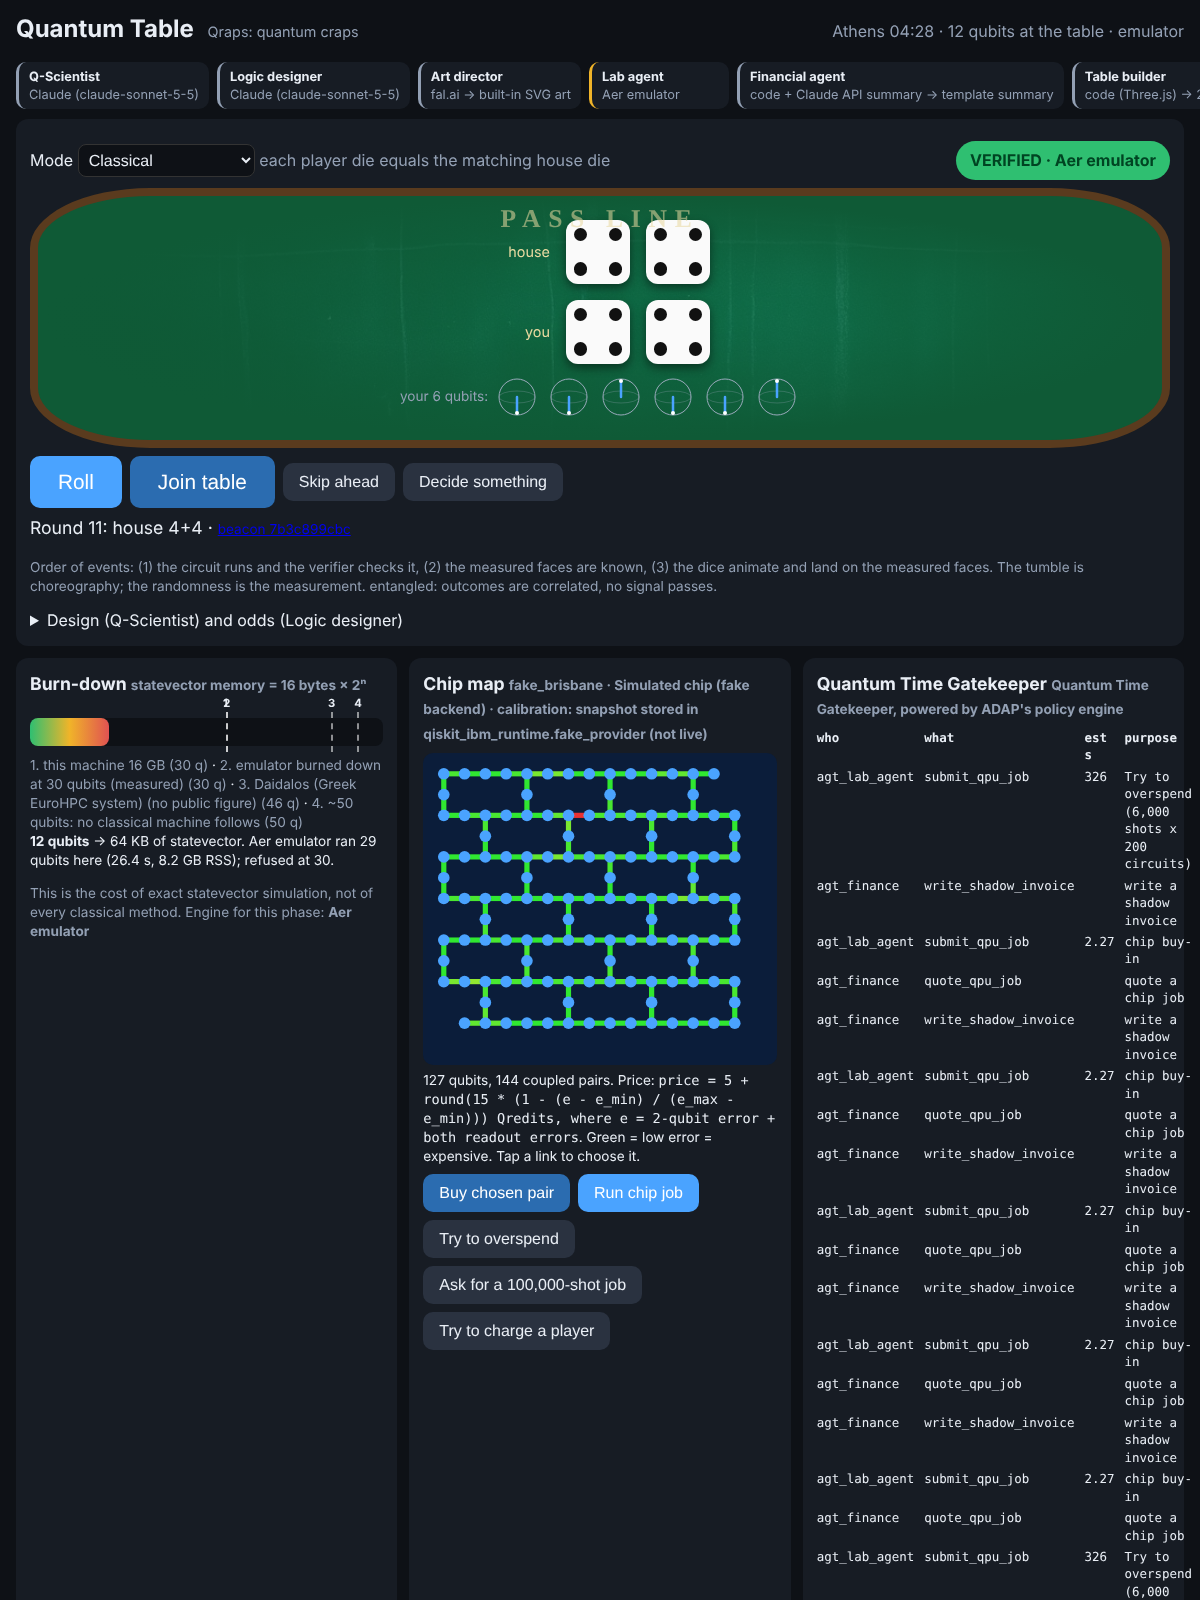 Quantum Table Qraps: quantum craps
Athens 04:28 · 12 qubits at the table · emulator
Q-Scientist
Claude (claude-sonnet-5-5)
Logic designer
Claude (claude-sonnet-5-5)
Art director
fal.ai → built-in SVG art
Lab agent
Aer emulator
Financial agent
code + Claude API summary → template summary
Table builder
code (Three.js) →
Mode Classical each player die equals the matching house die
VERIFIED · Aer emulator
PASS LINE
house
you
your 6 qubits:
Roll
Join table
Skip ahead
Decide something
Round 11: house 4+4 ·
Order of events: (1) the circuit runs and the verifier checks it, (2) the measured faces are known, (3) the dice animate and land on the measured faces. The tumble is
choreography; the randomness is the measurement. entangled: outcomes are correlated, no signal passes.
Design (Q-Scientist) and odds (Logic designer)
Burn-down statevector memory = 16 bytes × 2ⁿ
3 4
1. this machine 16 GB (30 q) · 2. emulator burned down
at 30 qubits (measured) (30 q) · 3. Daidalos (Greek
EuroHPC system) (no public figure) (46 q) · 4. ~50
qubits: no classical machine follows (50 q)
12 qubits → 64 KB of statevector. Aer emulator ran 29
qubits here (26.4 s, 8.2 GB RSS); refused at 30.
This is the cost of exact statevector simulation, not of
every classical method. Engine for this phase: Aer
emulator
Chip map fake_brisbane · Simulated chip (fake
backend) · calibration: snapshot stored in
qiskit_ibm_runtime.fake_provider (not live)
127 qubits, 144 coupled pairs. Price: price = 5 +
round(15 * (1 - (e - e_min) / (e_max -
e_min))) Qredits, where e = 2-qubit error +
both readout errors. Green = low error =
expensive. Tap a link to choose it.
Buy chosen pair
Run chip job
Try to overspend
Ask for a 100,000-shot job
Try to charge a player
Quantum Time Gatekeeper Quantum Time
Gatekeeper, powered by ADAP's policy engine
who what est purpose
s
agt_lab_agent submit_qpu_job 326 Try to
overspend
(6,000
shots x
200
circuits)
agt_finance write_shadow_invoice write a
shadow
invoice
agt_lab_agent submit_qpu_job 2.27 chip buy-
in
agt_finance quote_qpu_job quote a
chip job
agt_finance write_shadow_invoice write a
shadow
invoice
agt_lab_agent submit_qpu_job 2.27 chip buy-
in
agt_finance quote_qpu_job quote a
chip job
agt_finance write_shadow_invoice write a
shadow
invoice
agt_lab_agent submit_qpu_job 2.27 chip buy-
in
agt_finance quote_qpu_job quote a
chip job
agt_finance write_shadow_invoice write a
shadow
invoice
agt_lab_agent submit_qpu_job 2.27 chip buy-
in
agt_finance quote_qpu_job quote a
chip job
agt_finance write_shadow_invoice write a
shadow
invoice
agt_lab_agent submit_qpu_job 2.27 chip buy-
in
agt_finance quote_qpu_job quote a
chip job
agt_lab_agent submit_qpu_job 326 Try to
overspend
(6,000